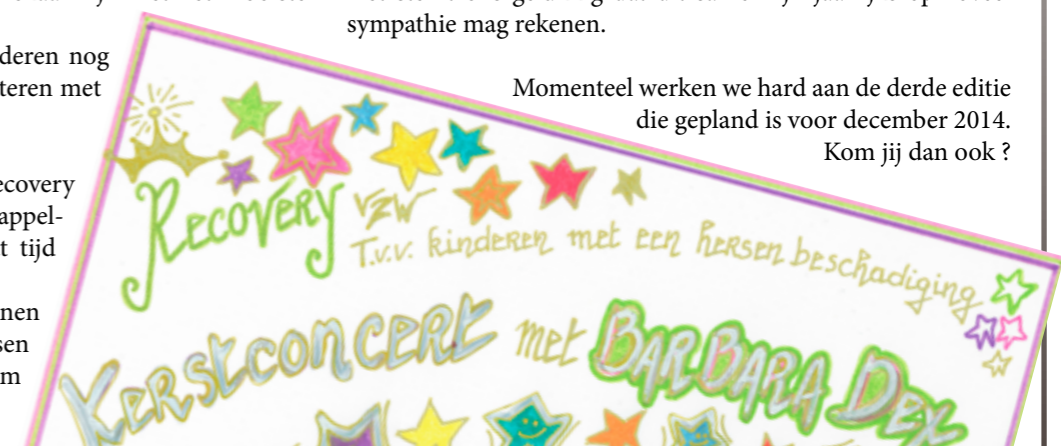 sympathie mag rekenen.
deren nog
teren met
Momenteel werken we hard aan de derde editie
die gepland is voor december 2014.
Kom jij dan ook ?
ecovery
appel-
tijd
nen
sen
m
Recovery vzw
T.v.v. kinderen met een hersen beschadiging
Kerstconcert met BARBARA DEX